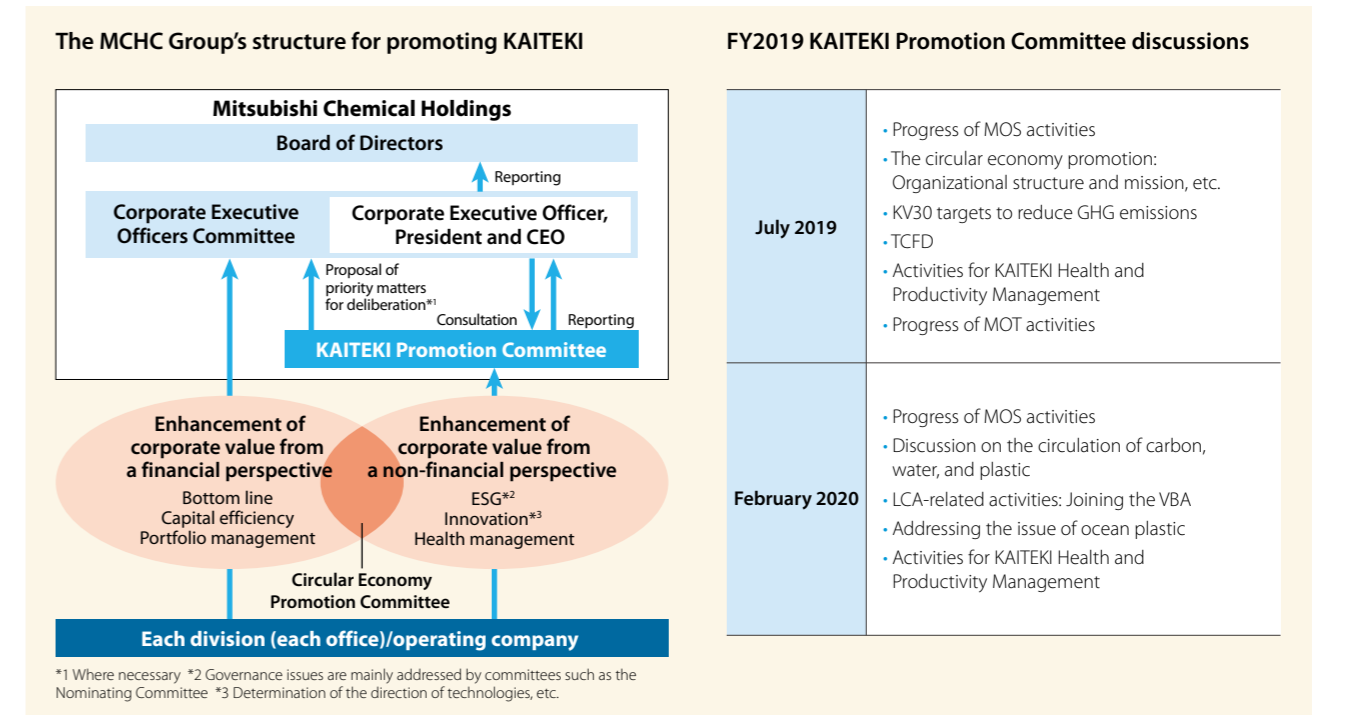 The MCHC Group's structure for promoting KAITEKI
Mitsubishi Chemical Holdings
Board of Directors
Reporting
Corporate Executive
Officers Committee
Corporate Executive Officer,
President and CEO
Proposal of
priority matters
for deliberation*1
Consultation
Reporting
KAITEKI Promotion Committee
Enhancement of
corporate value from
a financial perspective
Bottom line
Capital efficiency
Portfolio management
Enhancement of
corporate value from
a non-financial perspective
ESG*2
Innovation*3
Health management
Circular Economy
Promotion Committee
Each division (each office)/operating company
*1 Where necessary *2 Governance issues are mainly addressed by committees such as the
Nominating Committee *3 Determination of the direction of technologies, etc.
FY2019 KAITEKI Promotion Committee discussions
July 2019
• Progress of MOS activities
• The circular economy promotion:
Organizational structure and mission, etc.
• KV30 targets to reduce GHG emissions
• TCFD
• Activities for KAITEKI Health and
Productivity Management
• Progress of MOT activities
February 2020
• Progress of MOS activities
• Discussion on the circulation of carbon,
water, and plastic
• LCA-related activities: Joining the VBA
• Addressing the issue of ocean plastic
• Activities for KAITEKI Health and
Productivity Management